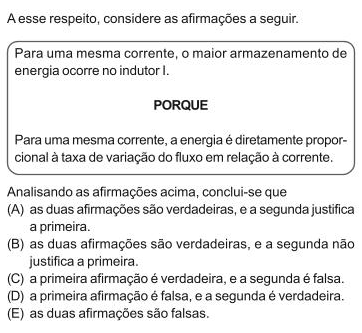 A esse respeito, considere as afirmações a seguir.
Para uma mesma corrente, o maior armazenamento de
energia ocorre no indutor I.
PORQUE
Para uma mesma corrente, a energia é diretamente propor-
cional à taxa de variação do fluxo em relação à corrente.
Analisando as afirmações acima, conclui-se que
(A) as duas afirmações são verdadeiras, e a segunda justifica
a primeira.
(B) as duas afirmações são verdadeiras, e a segunda não
justifica a primeira.
(C) a primeira afirmação é verdadeira, e a segunda é falsa.
(D) a primeira afirmação é falsa, e a segunda é verdadeira.
(E) as duas afirmações são falsas.